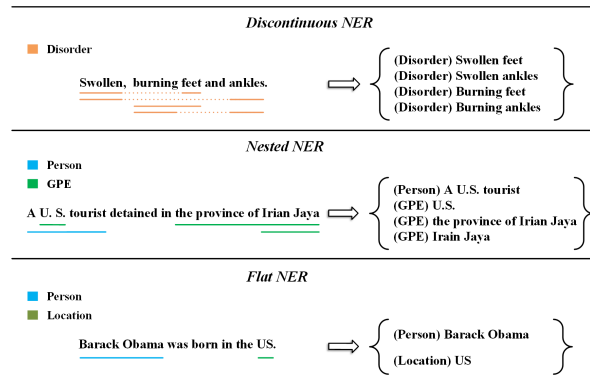 Discontinuous NER
Disorder
Swollen, burning feet and ankles.
(Disorder) Swollen feet
(Disorder) Swollen ankles
(Disorder) Burning feet
(Disorder) Burning ankles
Nested NER
Person
GPE
A U. S. tourist detained in the province of Irian Jaya
(Person) A U.S. tourist
(GPE) U.S.
(GPE) the province of Irian Jaya
(GPE) Irain Jaya
Flat NER
Person
Location
Barack Obama was born in the US.
(Person) Barack Obama
(Location) US